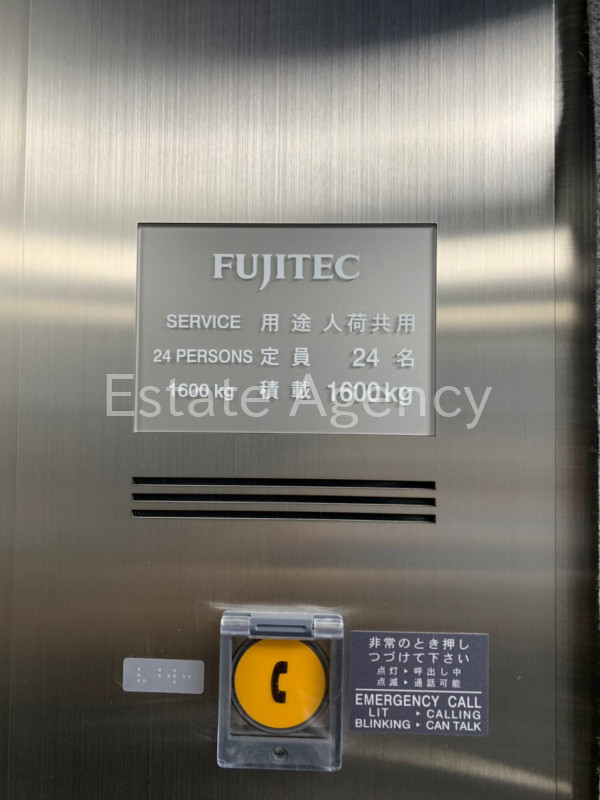 FUJITEC
SERVICE 用途 人荷共用
24 PERSONS 定員 24名
1600 kg 積載 1600kg
Estate Agency
非常のとき押し
つづけて下さい
点灯▶呼出し中
点滅▶通話可能
EMERGENCY CALL
LIT ▶ CALLING
BLINKING ▶ CAN TALK